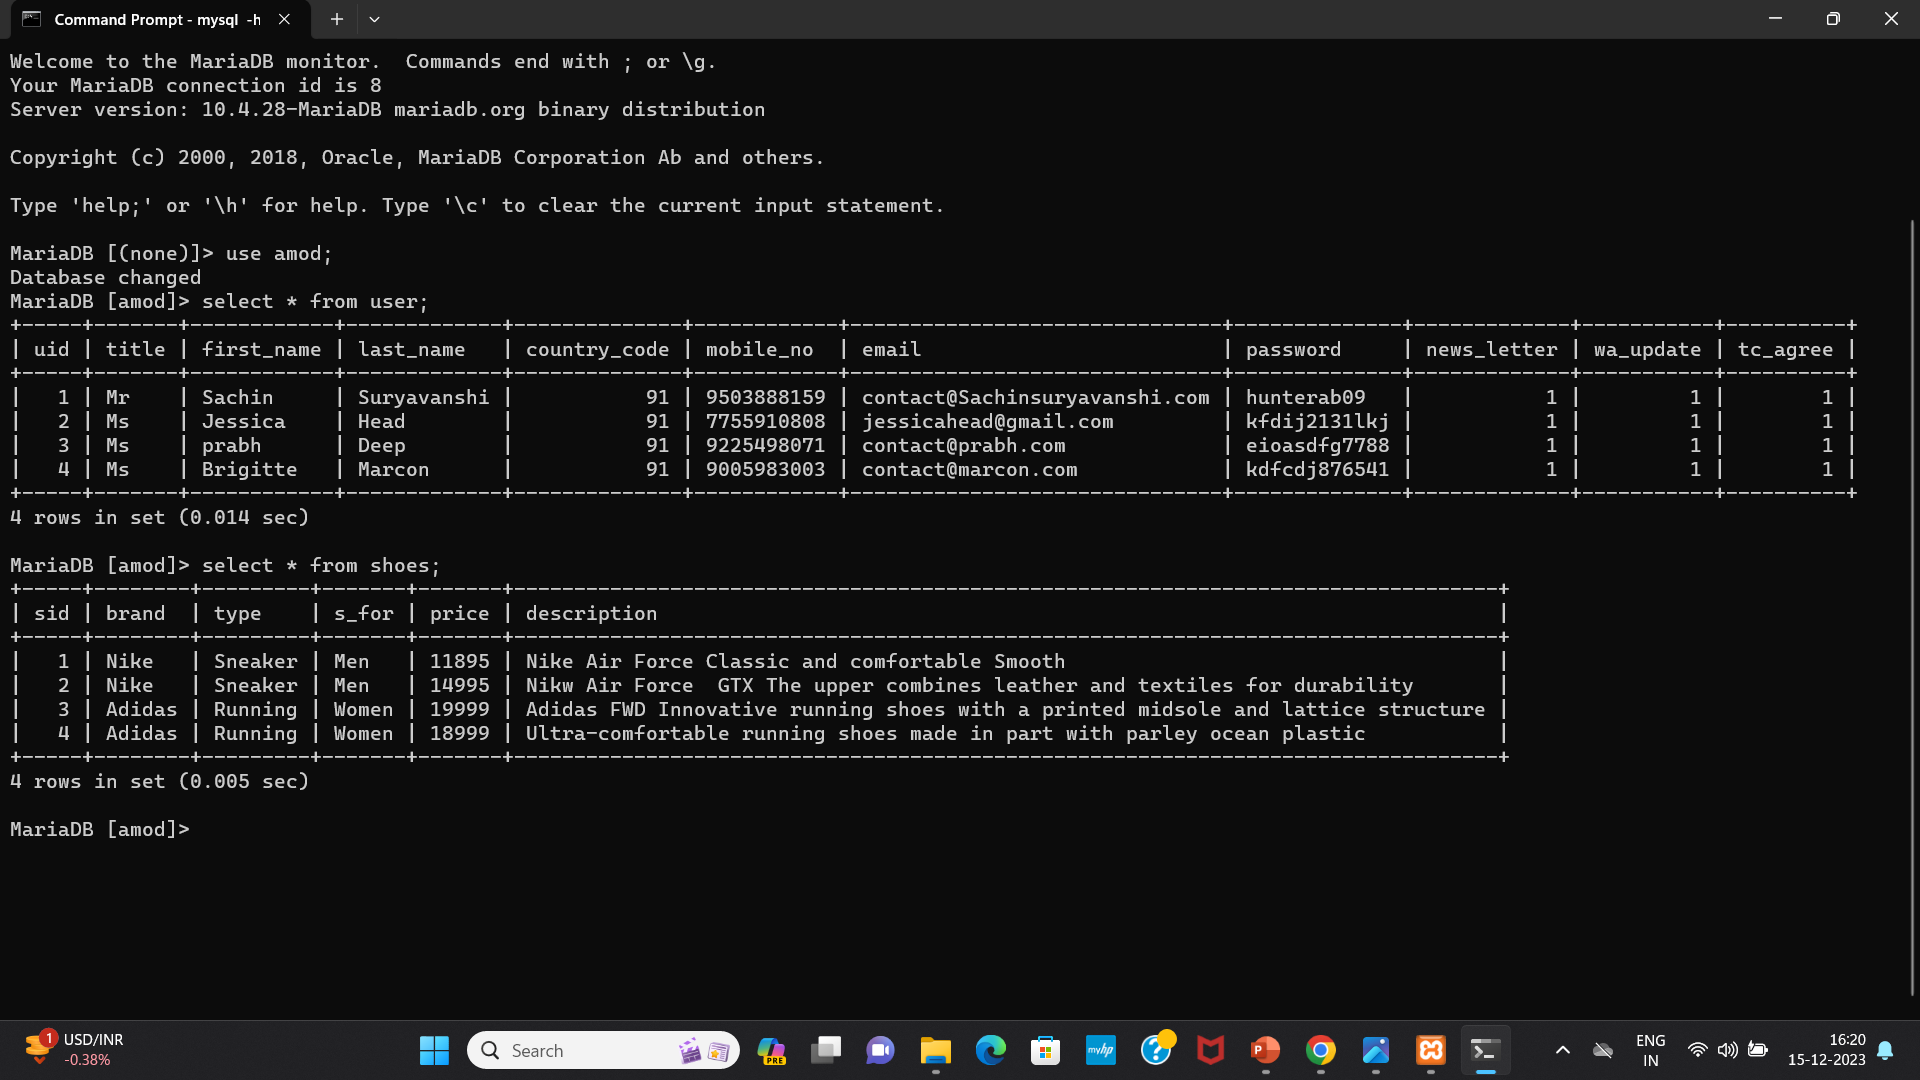 Command Prompt - mysql -h
Welcome to the MariaDB monitor.  Commands end with ; or \g.
Your MariaDB connection id is 8
Server version: 10.4.28-MariaDB mariadb.org binary distribution
Copyright (c) 2000, 2018, Oracle, MariaDB Corporation Ab and others.
Type 'help;' or '\h' for help. Type '\c' to clear the current input statement.
MariaDB [(none)]> use amod;
Database changed
MariaDB [amod]> select * from user;
+-----+-------+------------+-------------+--------------+------------+-------------------------------+--------------+-------------+-----------+----------+
| uid | title | first_name | last_name   | country_code | mobile_no  | email                         | password     | news_letter | wa_update | tc_agree |
+-----+-------+------------+-------------+--------------+------------+-------------------------------+--------------+-------------+-----------+----------+
|   1 | Mr    | Sachin     | Suryavanshi |           91 | 9503888159 | contact@Sachinsuryavanshi.com | hunterab09   |           1 |         1 |        1 |
|   2 | Ms    | Jessica    | Head        |           91 | 7755910808 | jessicahead@gmail.com         | kfdij2131lkj |           1 |         1 |        1 |
|   3 | Ms    | prabh      | Deep        |           91 | 9225498071 | contact@prabh.com             | eioasdfg7788 |           1 |         1 |        1 |
|   4 | Ms    | Brigitte   | Marcon      |           91 | 9005983003 | contact@marcon.com            | kdfcdj876541 |           1 |         1 |        1 |
+-----+-------+------------+-------------+--------------+------------+-------------------------------+--------------+-------------+-----------+----------+
4 rows in set (0.014 sec)
MariaDB [amod]> select * from shoes;
+-----+--------+---------+-------+-------+----------------------------------------------------------------------------------+
| sid | brand  | type    | s_for | price | description                                                                      |
+-----+--------+---------+-------+-------+----------------------------------------------------------------------------------+
|   1 | Nike   | Sneaker | Men   | 11895 | Nike Air Force Classic and comfortable Smooth                                    |
|   2 | Nike   | Sneaker | Men   | 14995 | Nikw Air Force  GTX The upper combines leather and textiles for durability       |
|   3 | Adidas | Running | Women | 19999 | Adidas FWD Innovative running shoes with a printed midsole and lattice structure |
|   4 | Adidas | Running | Women | 18999 | Ultra-comfortable running shoes made in part with parley ocean plastic           |
+-----+--------+---------+-------+-------+----------------------------------------------------------------------------------+
4 rows in set (0.005 sec)
MariaDB [amod]>
1 USD/INR
-0.38%
Search
PRE
myhp
ENG
IN
16:20
15-12-2023